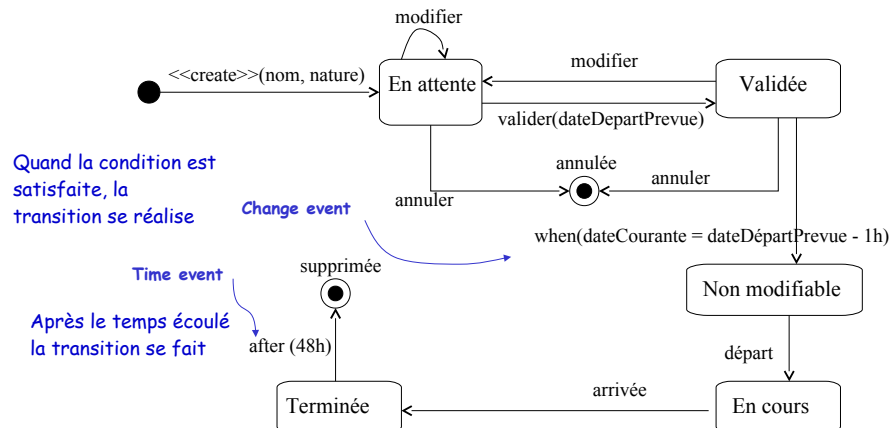 modifier
<<create>>(nom, nature)
En attente
modifier
Validée
valider(dateDepartPrevue)
annulée
annuler
annuler
Quand la condition est
satisfaite, la
transition se réalise
Change event
when(dateCourante = dateDépartPrevue - 1h)
Time event
supprimée
Non modifiable
Après le temps écoulé
la transition se fait
after (48h)
départ
Terminée
arrivée
En cours